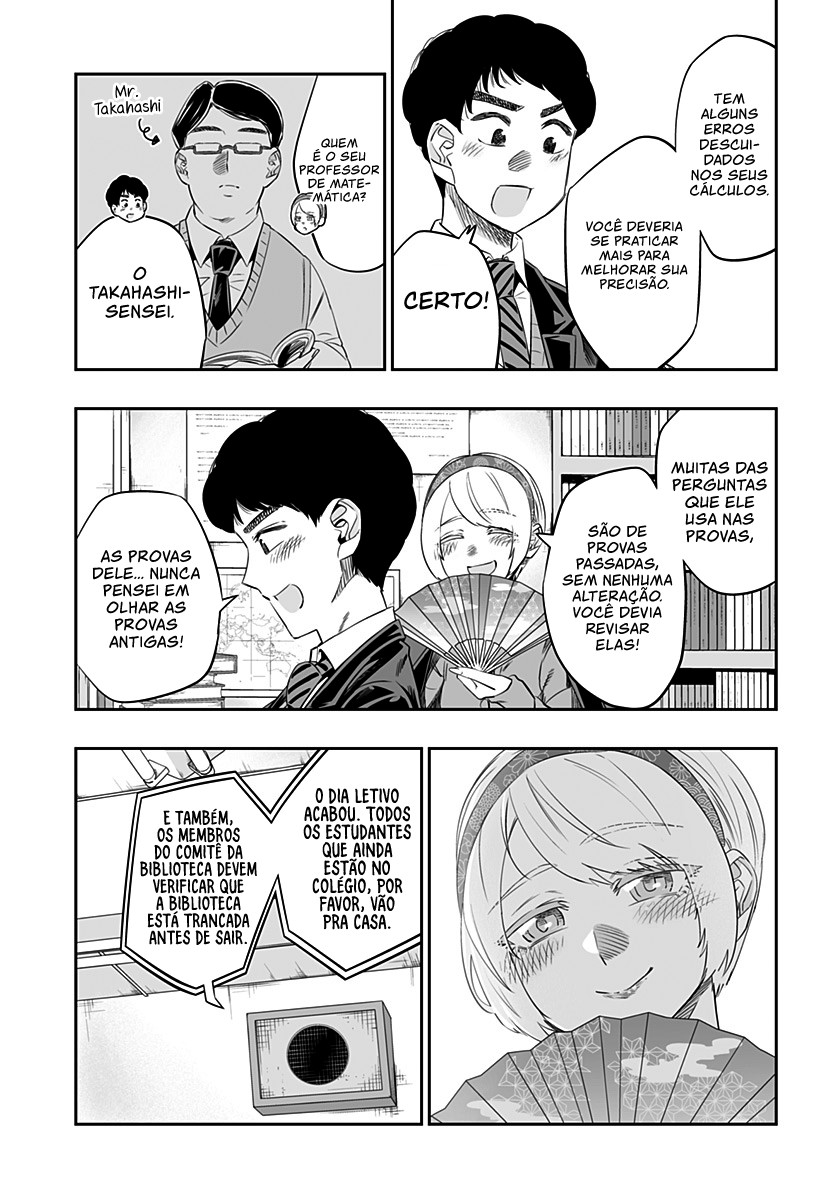 TEM
ALGUNS
ERROS
DESCUI-
DADOS
NOS SEUS
CÁLCULOS.
VOCÊ DEVERIA
SE PRATICAR
MAIS PARA
MELHORAR SUA
PRECISÃO.
CERTO!
QUEM
É O SEU
PROFESSOR
DE MATE-
MÁTICA?
Mr.
Takahashi
O
TAKAHASHI-
SENSEI.
MUITAS DAS
PERGUNTAS
QUE ELE
USA NAS
PROVAS,
SÃO DE
PROVAS
PASSADAS,
SEM NENHUMA
ALTERAÇÃO.
VOCÊ DEVIA
REVISAR
ELAS!
AS PROVAS
DELE... NUNCA
PENSEI EM
OLHAR AS
PROVAS
ANTIGAS!
O DIA LETIVO
ACABOU. TODOS
OS ESTUDANTES
QUE AINDA
ESTÃO NO
COLÉGIO, POR
FAVOR, VÃO
PRA CASA.
E TAMBÉM,
OS MEMBROS
DO COMITÊ DA
BIBLIOTECA DEVEM
VERIFICAR QUE
A BIBLIOTECA
ESTÁ TRANCADA
ANTES DE SAIR.